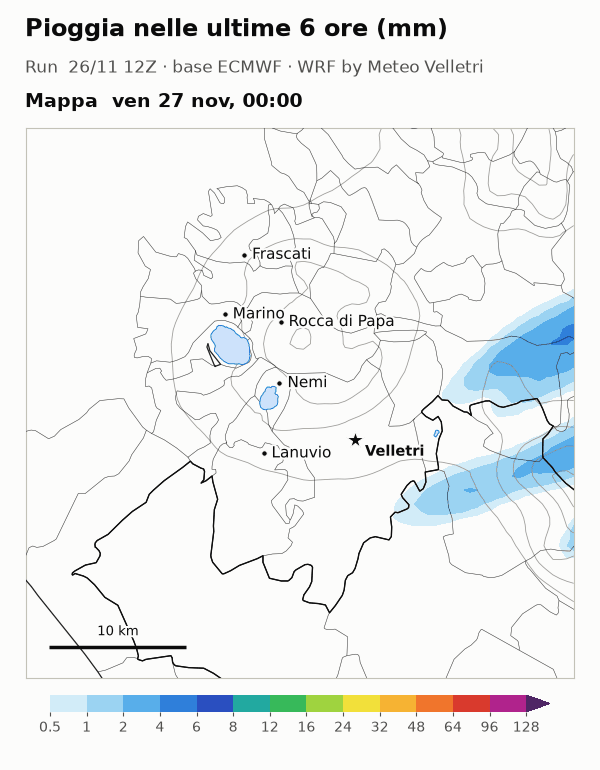 Pioggia nelle ultime 6 ore (mm)
Run  26/11 12Z · base ECMWF · WRF by Meteo Velletri
Mappa  ven 27 nov, 00:00
Frascati
Marino
Rocca di Papa
Nemi
Velletri
Lanuvio
10 km
0.5 1 2 4 6 8 12 16 24 32 48 64 96 128